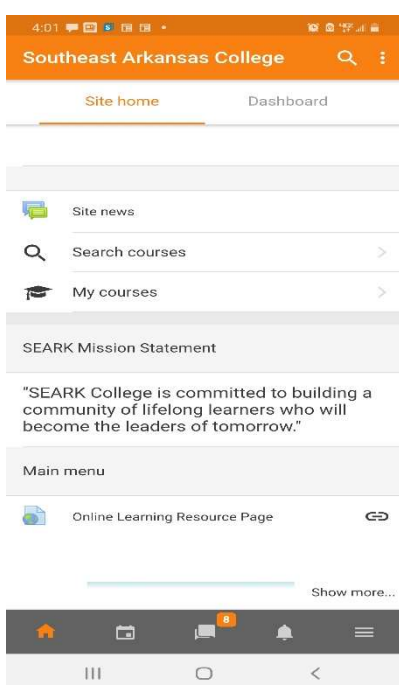 4:01
Southeast Arkansas College
Site home Dashboard
Site news
Search courses
My courses
SEARK Mission Statement
"SEARK College is committed to building a
community of lifelong learners who will
become the leaders of tomorrow."
Main menu
Online Learning Resource Page
Show more...
8